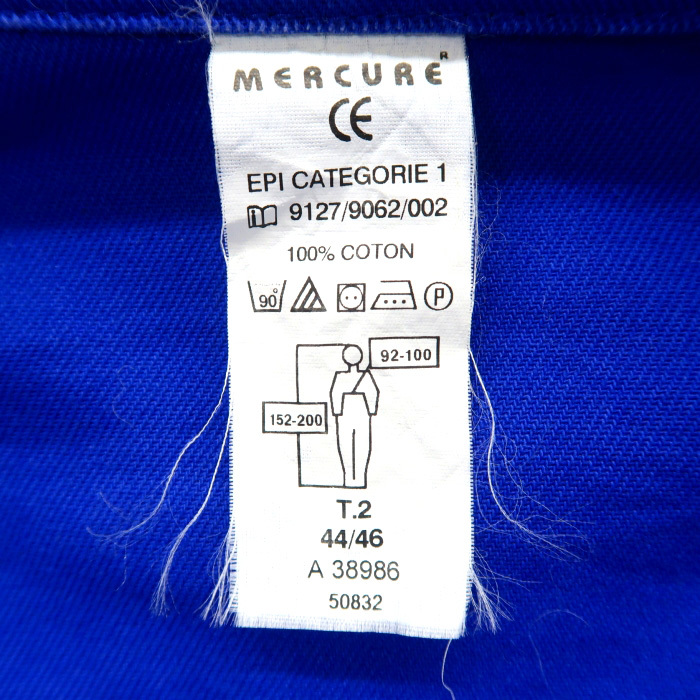 MERCURE®
CE
EPI CATEGORIE 1
9127/9062/002
100% COTON
90° P
92-100
152-200
T.2
44/46
A 38986
50832